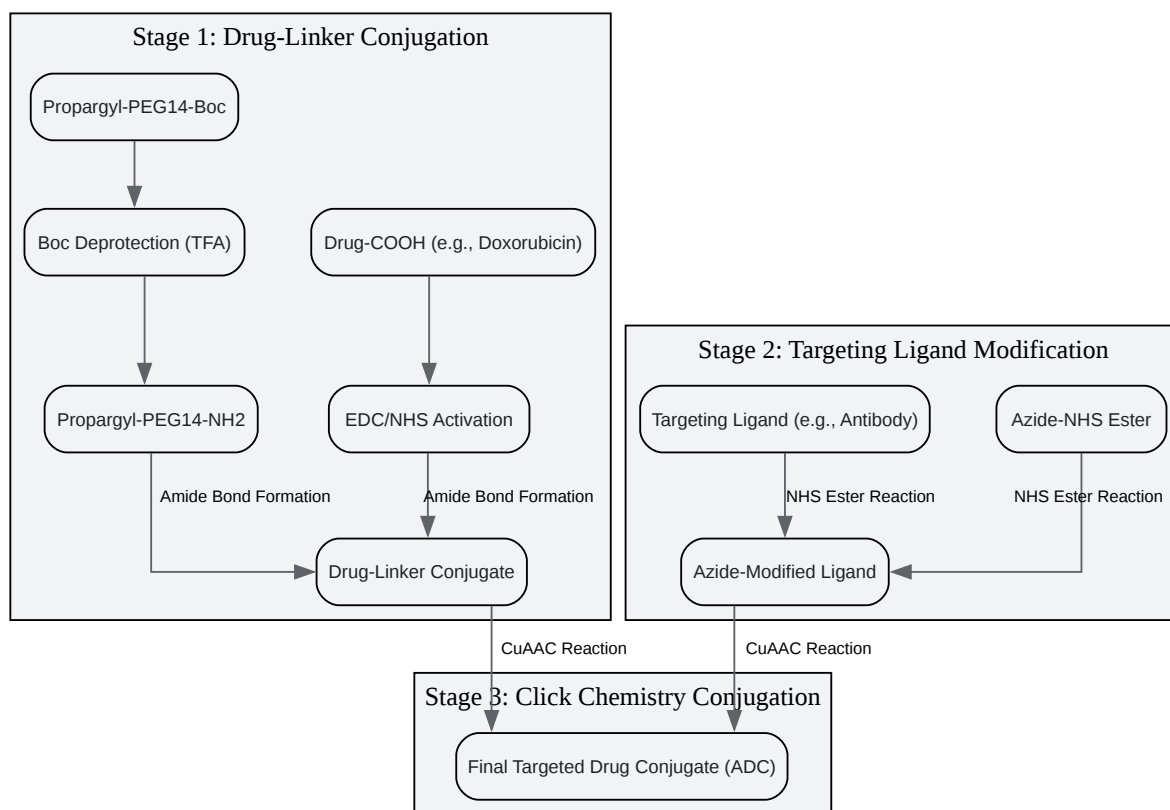 Stage 1: Drug-Linker Conjugation
Propargyl-PEG14-Boc
Boc Deprotection (TFA)
Drug-COOH (e.g., Doxorubicin)
Propargyl-PEG14-NH2
EDC/NHS Activation
Amide Bond Formation
Amide Bond Formation
Drug-Linker Conjugate
Stage 2: Targeting Ligand Modification
Targeting Ligand (e.g., Antibody)
Azide-NHS Ester
NHS Ester Reaction
NHS Ester Reaction
Azide-Modified Ligand
CuAAC Reaction
CuAAC Reaction
Stage 3: Click Chemistry Conjugation
Final Targeted Drug Conjugate (ADC)